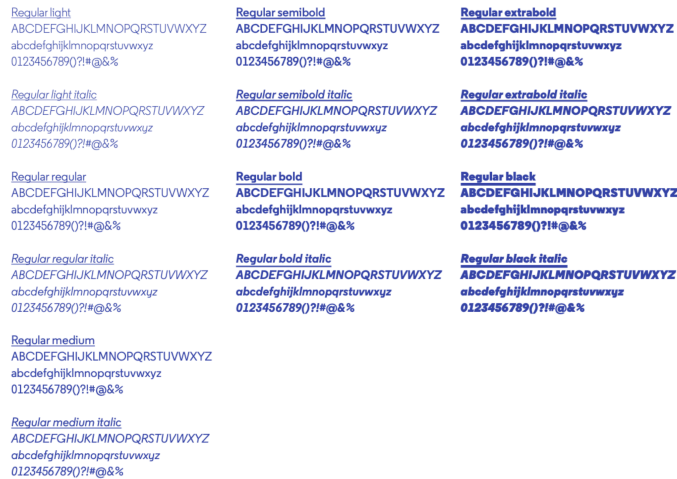 Regular light
ABCDEFGHIJKLMNOPQRSTUVWXYZ
abcdefghijklmnopqrstuvwxyz
0123456789()?!#@&%
Regular light italic
ABCDEFGHIJKLMNOPQRSTUVWXYZ
abcdefghijklmnopqrstuvwxyz
0123456789()?!#@&%
Regular regular
ABCDEFGHIJKLMNOPQRSTUVWXYZ
abcdefghijklmnopqrstuvwxyz
0123456789()?!#@&%
Regular regular italic
ABCDEFGHIJKLMNOPQRSTUVWXYZ
abcdefghijklmnopqrstuvwxyz
0123456789()?!#@&%
Regular medium
ABCDEFGHIJKLMNOPQRSTUVWXYZ
abcdefghijklmnopqrstuvwxyz
0123456789()?!#@&%
Regular medium italic
ABCDEFGHIJKLMNOPQRSTUVWXYZ
abcdefghijklmnopqrstuvwxyz
0123456789()?!#@&%
Regular semibold
ABCDEFGHIJKLMNOPQRSTUVWXYZ
abcdefghijklmnopqrstuvwxyz
0123456789()?!#@&%
Regular semibold italic
ABCDEFGHIJKLMNOPQRSTUVWXYZ
abcdefghijklmnopqrstuvwxyz
0123456789()?!#@&%
Regular bold
ABCDEFGHIJKLMNOPQRSTUVWXYZ
abcdefghijklmnopqrstuvwxyz
0123456789()?!#@&%
Regular bold italic
ABCDEFGHIJKLMNOPQRSTUVWXYZ
abcdefghijklmnopqrstuvwxyz
0123456789()?!#@&%
Regular extrabold
ABCDEFGHIJKLMNOPQRSTUVWXYZ
abcdefghijklmnopqrstuvwxyz
0123456789()?!#@&%
Regular extrabold italic
ABCDEFGHIJKLMNOPQRSTUVWXYZ
abcdefghijklmnopqrstuvwxyz
0123456789()?!#@&%
Regular black
ABCDEFGHIJKLMNOPQRSTUVWXYZ
abcdefghijklmnopqrstuvwxyz
0123456789()?!#@&%
Regular black italic
ABCDEFGHIJKLMNOPQRSTUVWXYZ
abcdefghijklmnopqrstuvwxyz
0123456789()?!#@&%